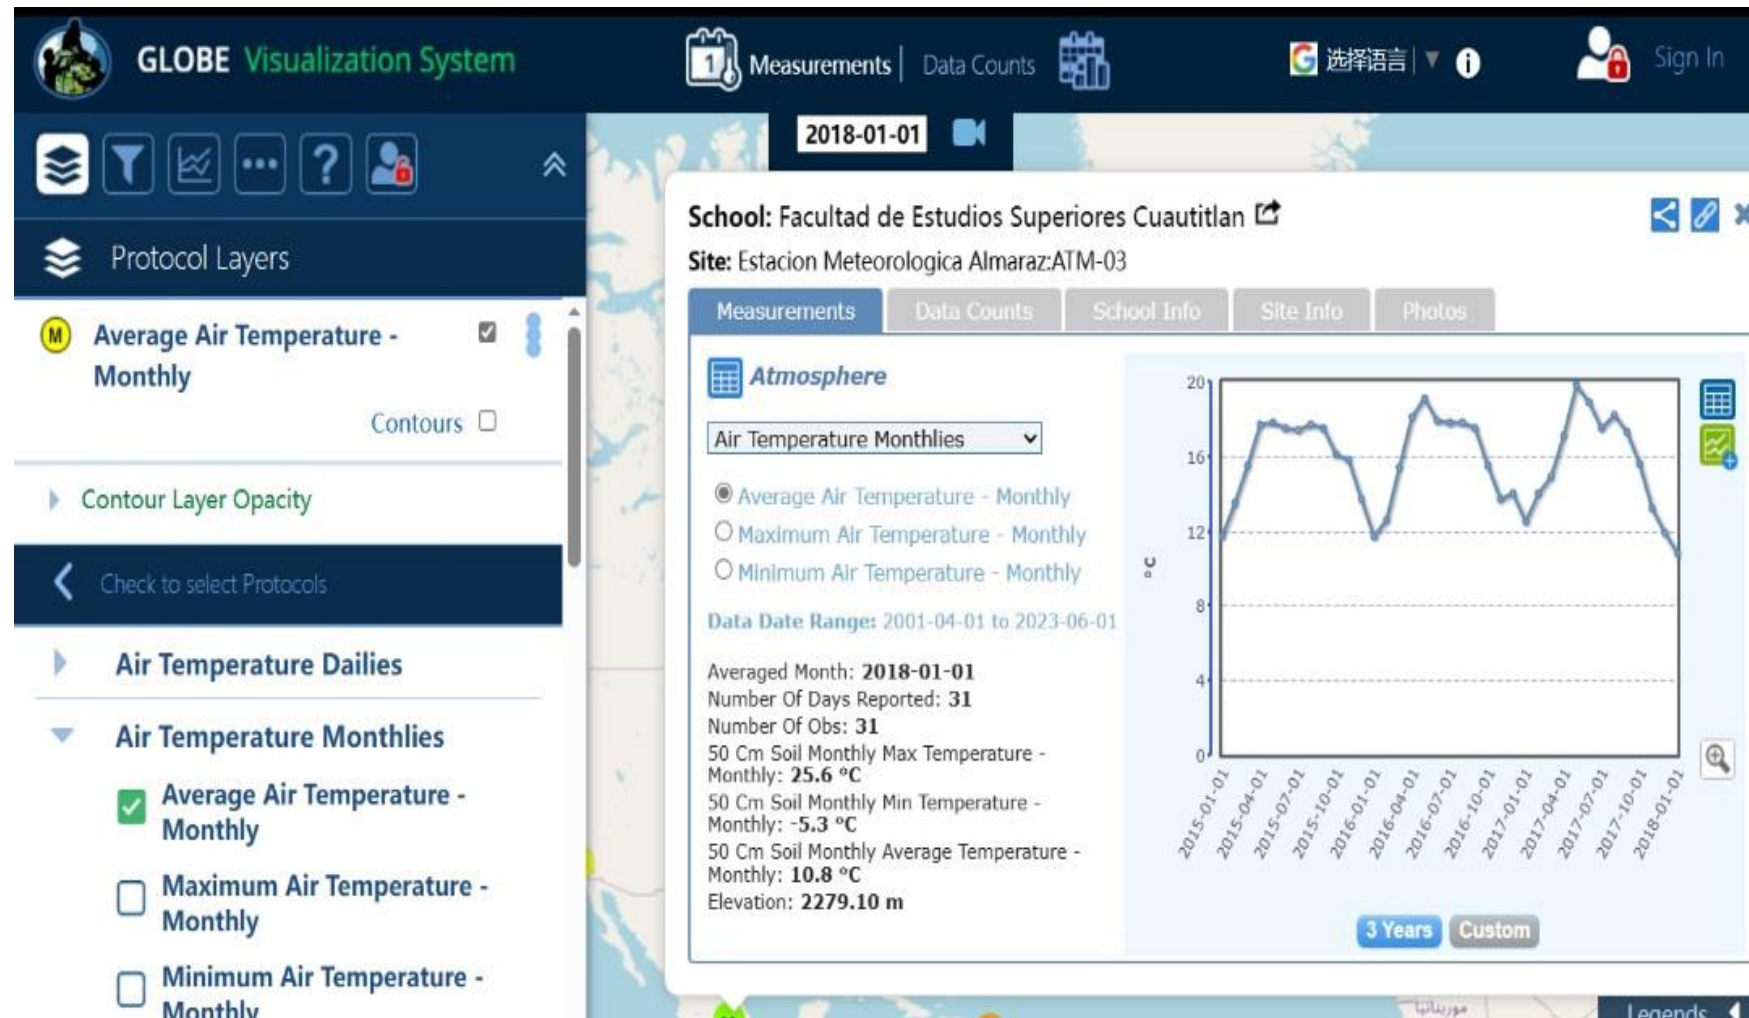 GLOBE Visualization System
1 Measurements | Data Counts
选择语言
Sign In
2018-01-01
Protocol Layers
M Average Air Temperature -
Monthly
Contours
Contour Layer Opacity
Check to select Protocols
Air Temperature Dailies
Air Temperature Monthlies
Average Air Temperature -
Monthly
Maximum Air Temperature -
Monthly
Minimum Air Temperature -
Monthly
School: Facultad de Estudios Superiores Cuautitlan
Site: Estacion Meteorologica Almaraz:ATM-03
Measurements Data Counts School Info Site Info Photos
Atmosphere
Air Temperature Monthlies
Average Air Temperature - Monthly
Maximum Air Temperature - Monthly
Minimum Air Temperature - Monthly
Data Date Range: 2001-04-01 to 2023-06-01
Averaged Month: 2018-01-01
Number Of Days Reported: 31
Number Of Obs: 31
50 Cm Soil Monthly Max Temperature -
Monthly: 25.6 °C
50 Cm Soil Monthly Min Temperature -
Monthly: -5.3 °C
50 Cm Soil Monthly Average Temperature -
Monthly: 10.8 °C
Elevation: 2279.10 m
20
16
12
8
4
0
°C
2015-01-01
2015-04-01
2015-07-01
2015-10-01
2016-01-01
2016-04-01
2016-07-01
2016-10-01
2017-01-01
2017-04-01
2017-07-01
2017-10-01
2018-01-01
3 Years Custom
موريتانيا
Legends